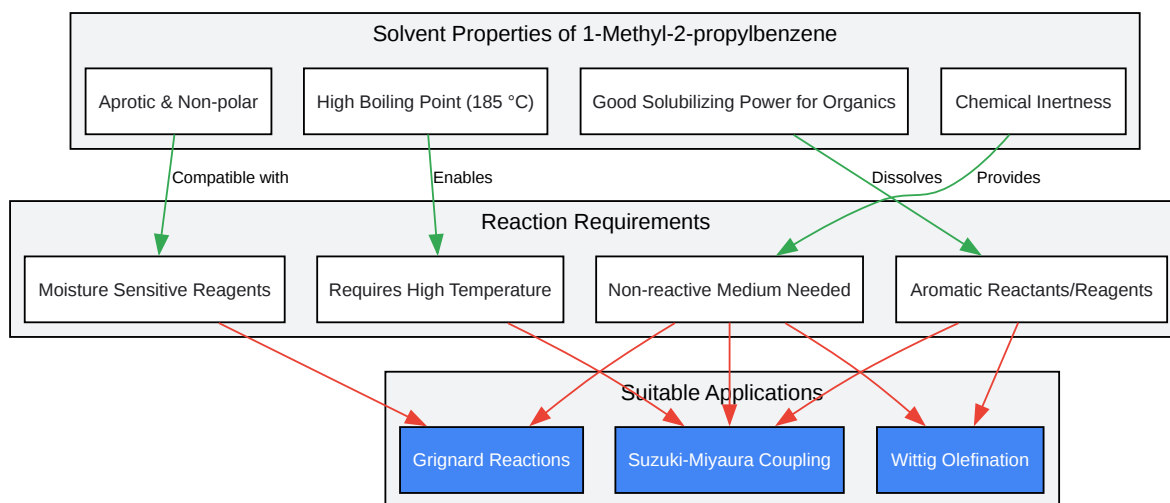 Solvent Properties of 1-Methyl-2-propylbenzene
Aprotic & Non-polar
High Boiling Point (185 °C)
Good Solubilizing Power for Organics
Chemical Inertness
Compatible with
Enables
Dissolves
Provides
Reaction Requirements
Moisture Sensitive Reagents
Requires High Temperature
Non-reactive Medium Needed
Aromatic Reactants/Reagents
Suitable Applications
Grignard Reactions
Suzuki-Miyaura Coupling
Wittig Olefination